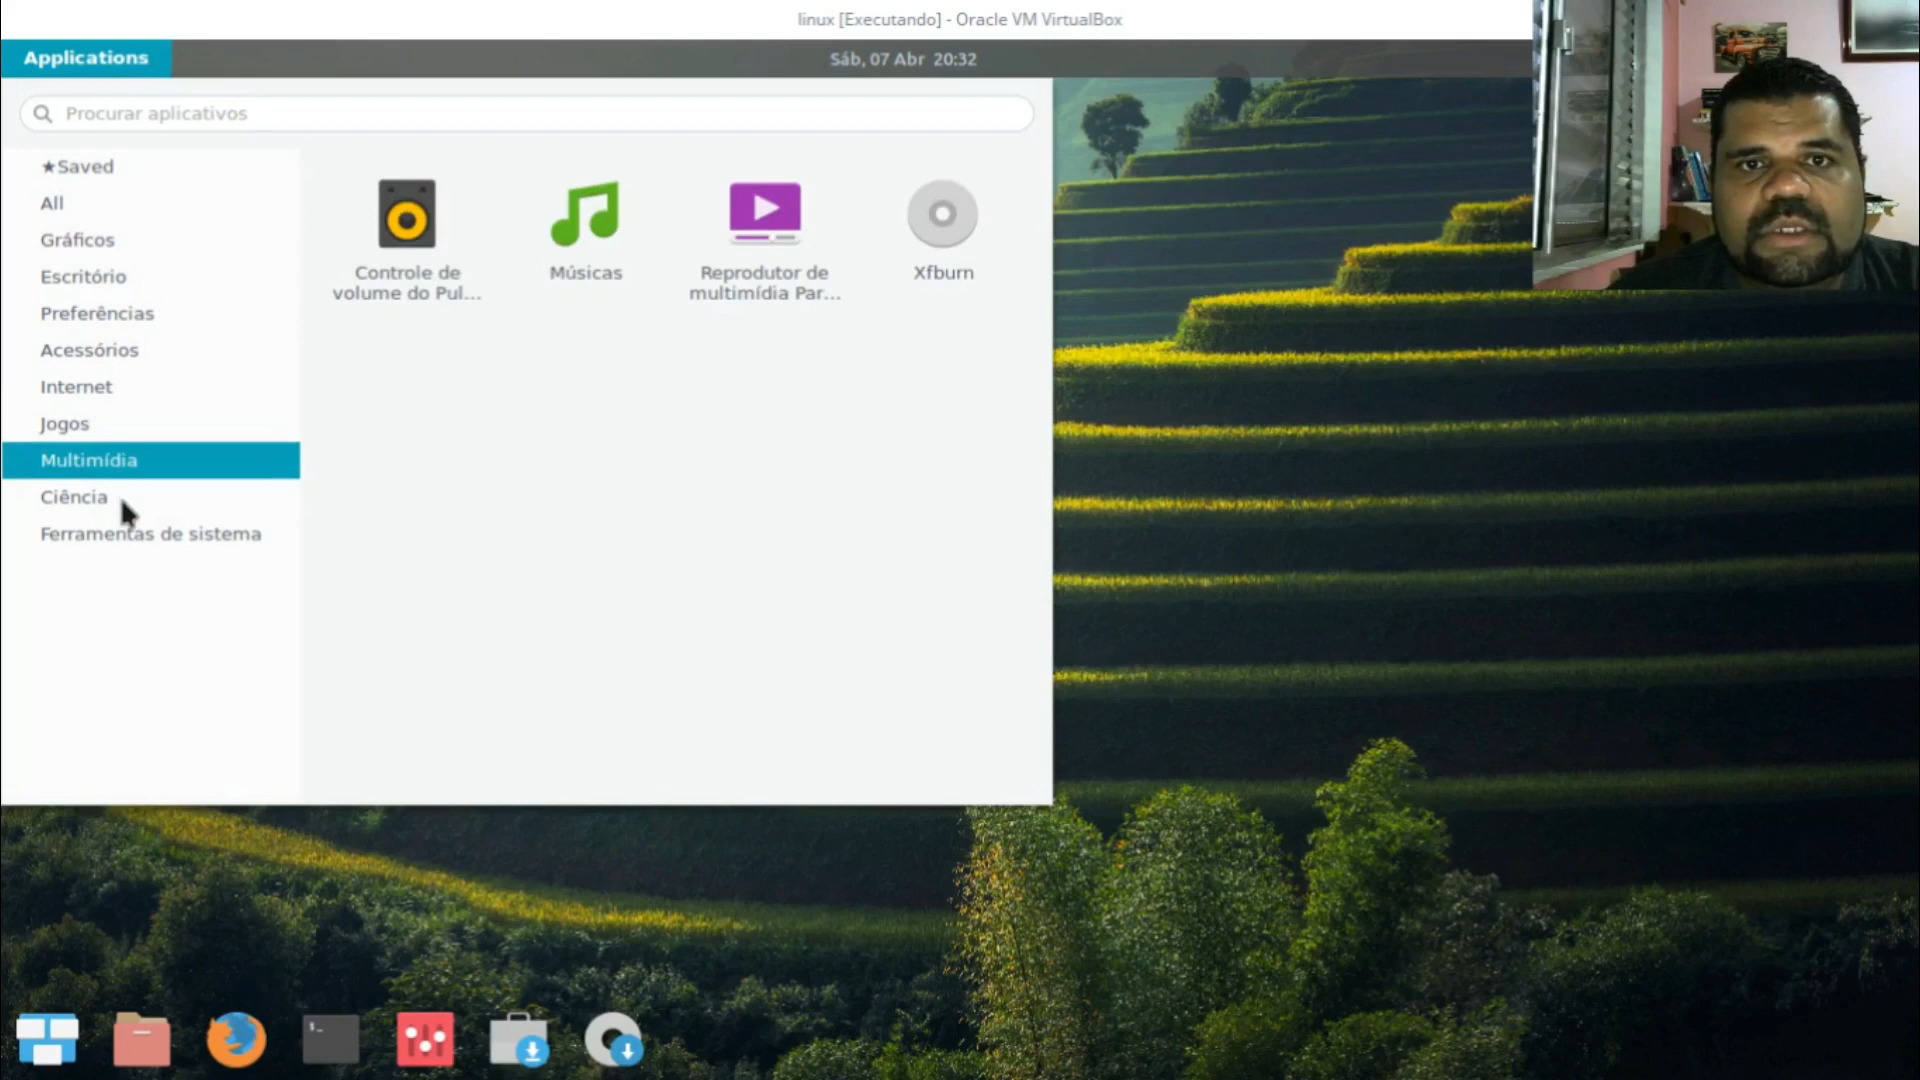 linux [Executando] - Oracle VM VirtualBox
Applications
Sáb, 07 Abr 20:32
Procurar aplicativos
★Saved
All
Gráficos
Escritório
Preferências
Acessórios
Internet
Jogos
Multimídia
Ciência
Ferramentas de sistema
Controle de
volume do Pul...
Músicas
Reprodutor de
multimídia Par...
Xfburn